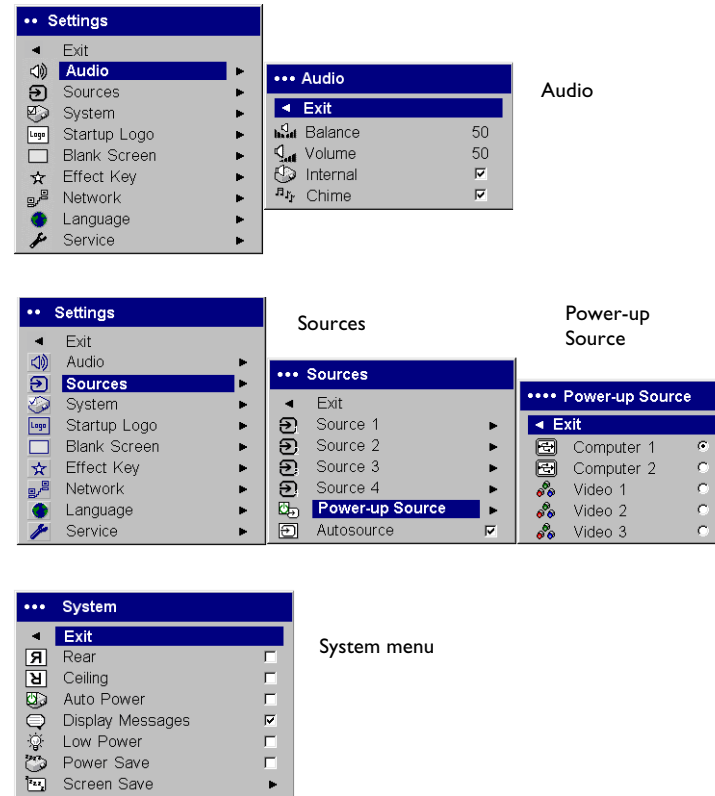 •• Settings
Exit
Audio
Sources
System
Logo Startup Logo
Blank Screen
Effect Key
Network
Language
Service
••• Audio
Exit
Balance 50
Volume 50
Internal
Chime
Audio
•• Settings
Exit
Audio
Sources
System
Logo Startup Logo
Blank Screen
Effect Key
Network
Language
Service
Sources
••• Sources
Exit
Source 1
Source 2
Source 3
Source 4
Power-up Source
Autosource
Power-up
Source
•••• Power-up Source
Exit
Computer 1
Computer 2
Video 1
Video 2
Video 3
••• System
Exit
Rear
Ceiling
Auto Power
Display Messages
Low Power
Power Save
Screen Save
System menu